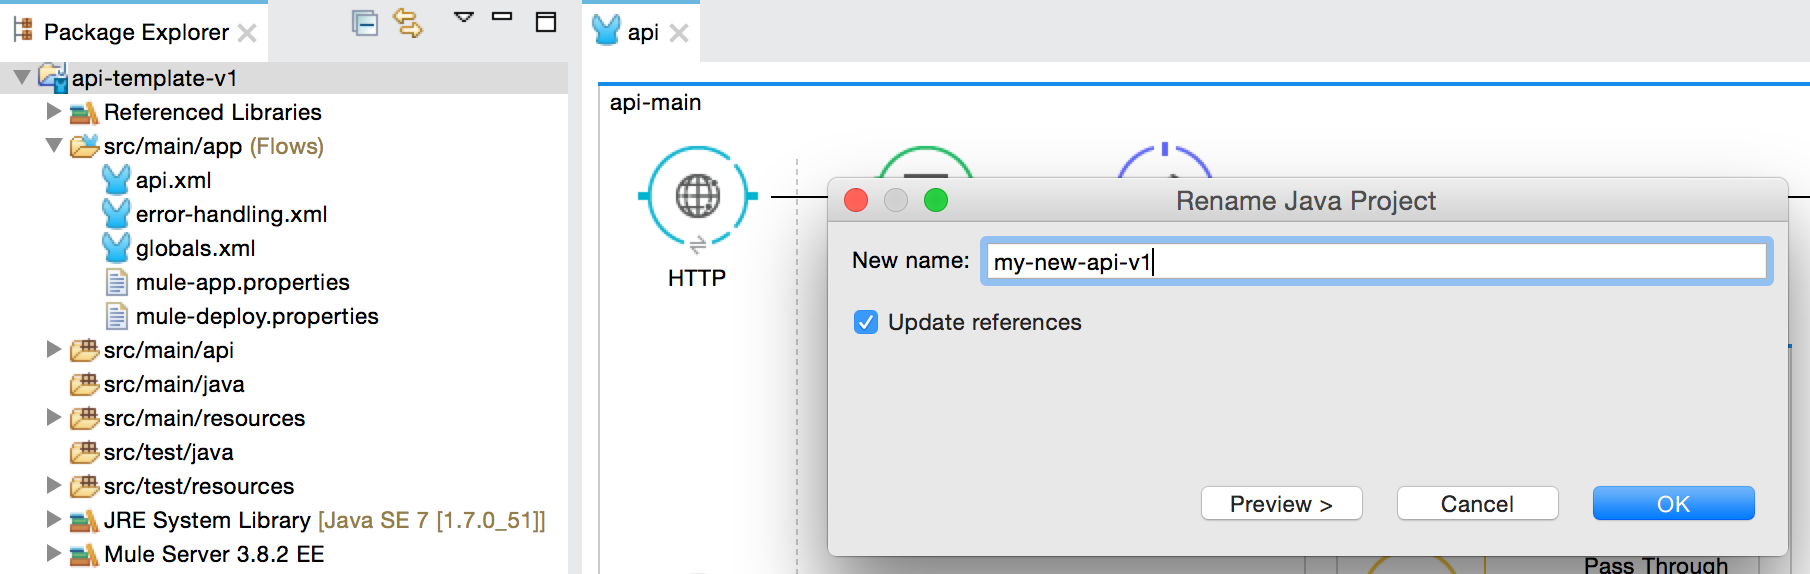 Package Explorer
api-template-v1
Referenced Libraries
src/main/app (Flows)
api.xml
error-handling.xml
globals.xml
mule-app.properties
mule-deploy.properties
src/main/api
src/main/java
src/main/resources
src/test/java
src/test/resources
JRE System Library [Java SE 7 [1.7.0_51]]
Mule Server 3.8.2 EE
api
api-main
HTTP
Rename Java Project
New name: my-new-api-v1
Update references
Preview > Cancel OK
Pass Through